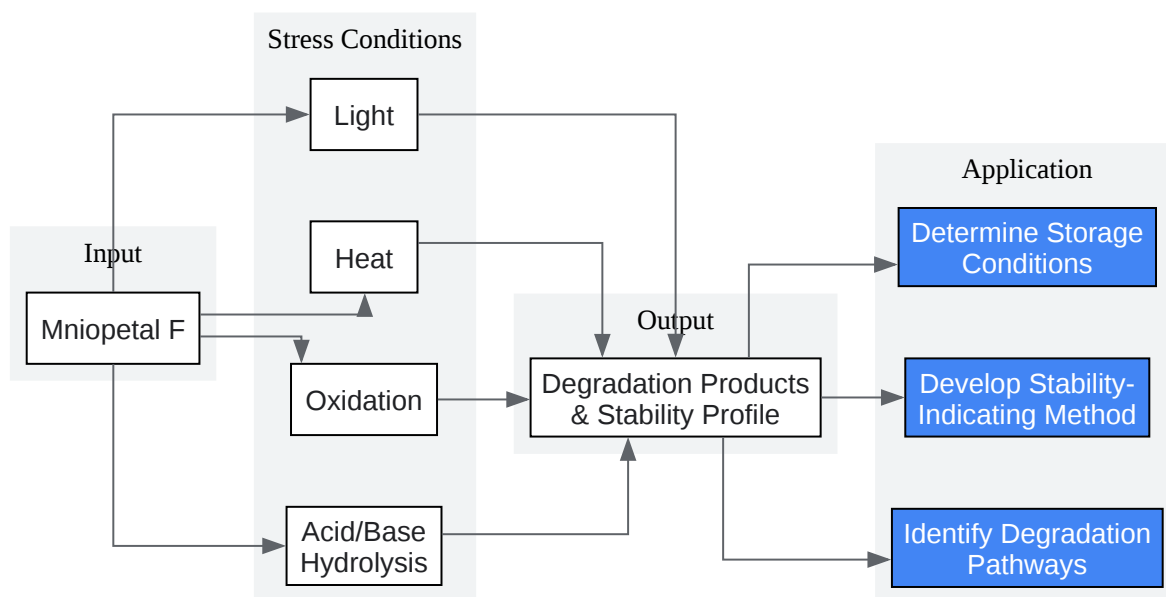 Stress Conditions
Light
Heat
Input
Mniopetal F
Oxidation
Acid/Base
Hydrolysis
Output
Degradation Products
& Stability Profile
Application
Determine Storage
Conditions
Develop Stability-
Indicating Method
Identify Degradation
Pathways